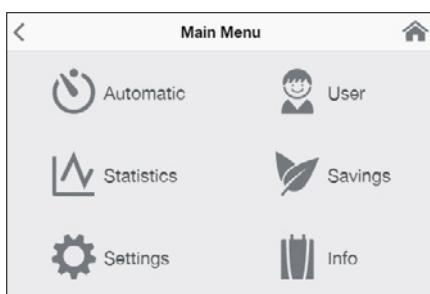 Main Menu
Automatic
User
Statistics
Savings
Settings
Info